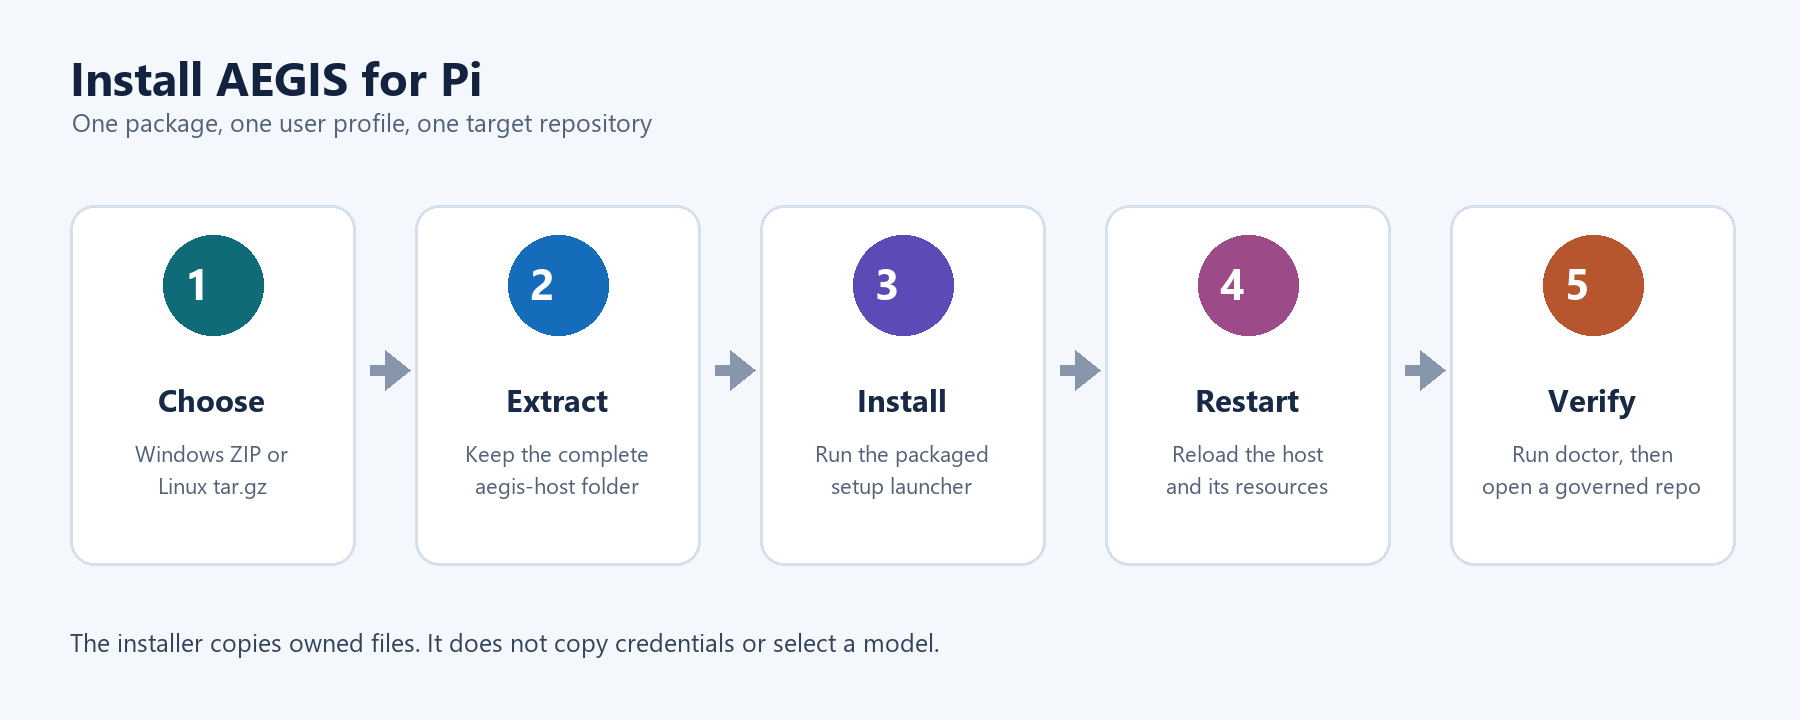 Install AEGIS for Pi
One package, one user profile, one target repository
1
Choose
Windows ZIP or
Linux tar.gz
2
Extract
Keep the complete
aegis-host folder
3
Install
Run the packaged
setup launcher
4
Restart
Reload the host
and its resources
5
Verify
Run doctor, then
open a governed repo
The installer copies owned files. It does not copy credentials or select a model.